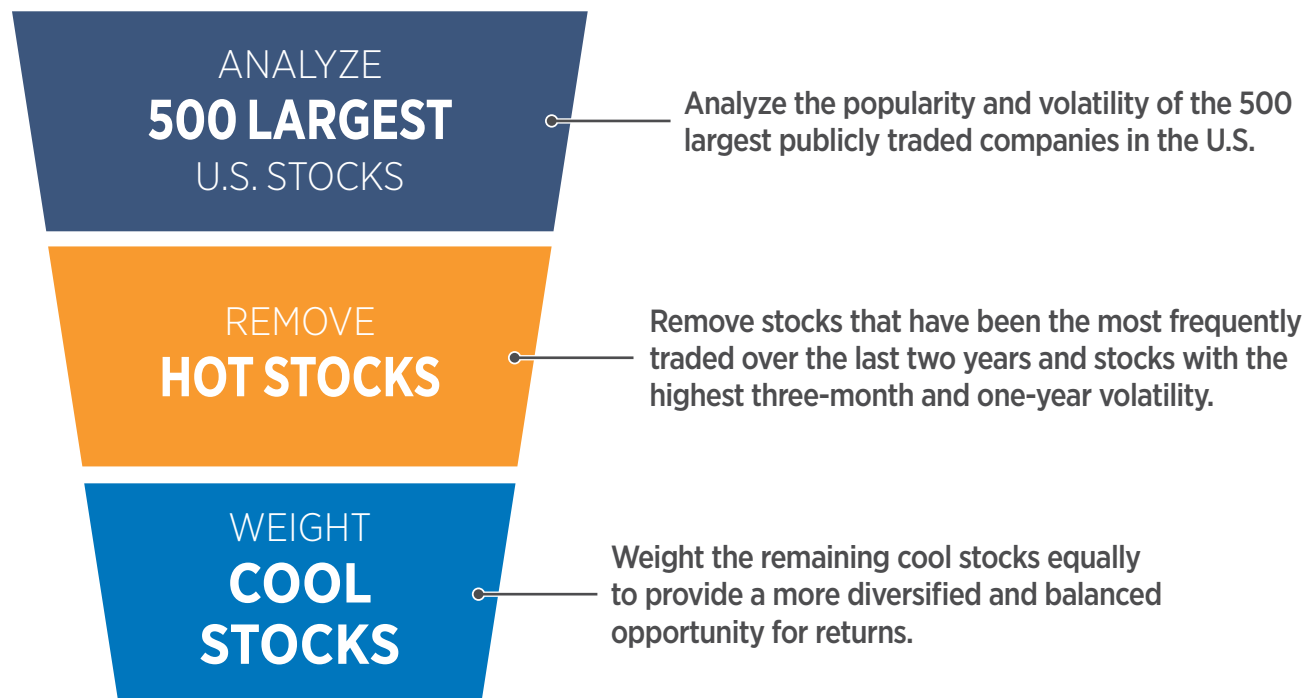 ANALYZE
500 LARGEST
U.S. STOCKS
Analyze the popularity and volatility of the 500
largest publicly traded companies in the U.S.
REMOVE
HOT STOCKS
Remove stocks that have been the most frequently
traded over the last two years and stocks with the
highest three-month and one-year volatility.
WEIGHT
COOL
STOCKS
Weight the remaining cool stocks equally
to provide a more diversified and balanced
opportunity for returns.